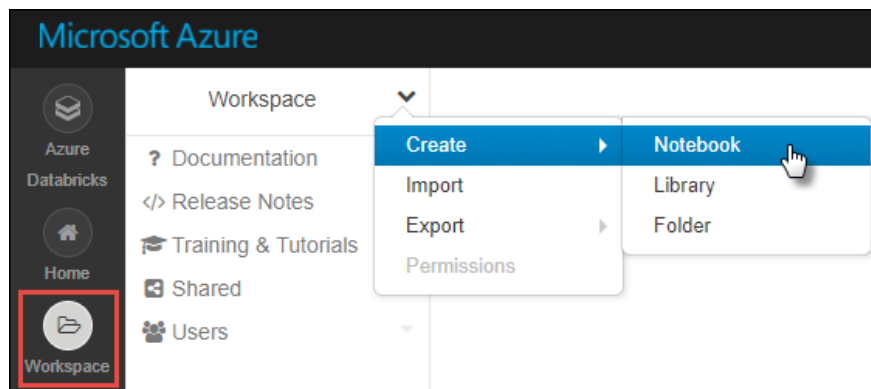 Microsoft Azure
Azure
Databricks
Home
Workspace
Workspace
? Documentation
</> Release Notes
Training & Tutorials
Shared
Users
Create
Import
Export
Permissions
Notebook
Library
Folder